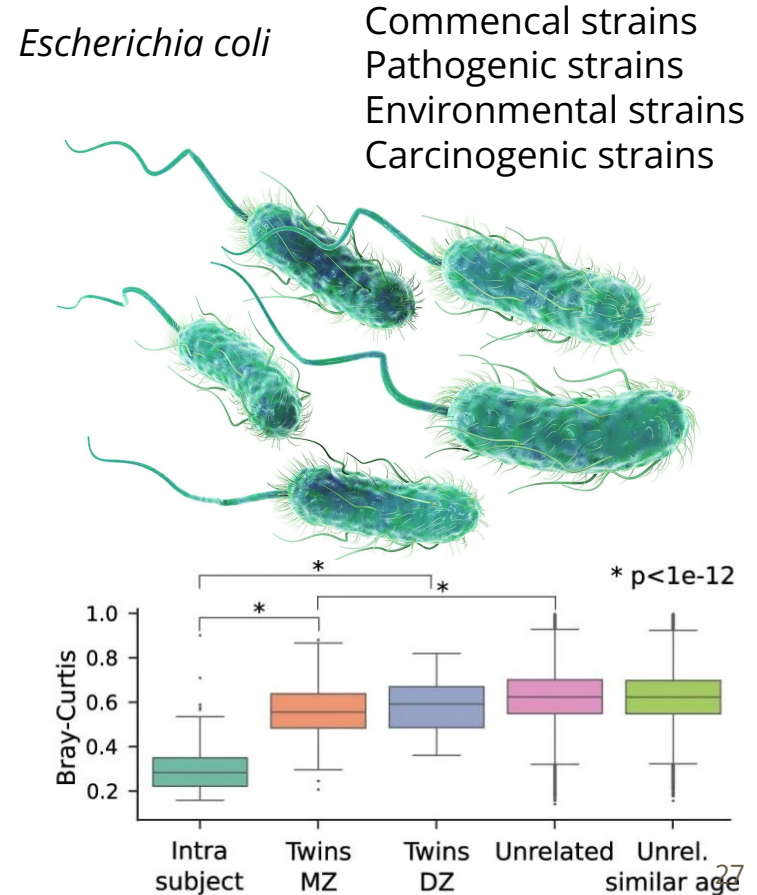 Escherichia coli
Commencal strains
Pathogenic strains
Environmental strains
Carcinogenic strains
*
*
*
* p<1e-12
Bray-Curtis
1.0
0.8
0.6
0.4
0.2
Intra
subject
Twins
MZ
Twins
DZ
Unrelated
Unrel.
similar age
27